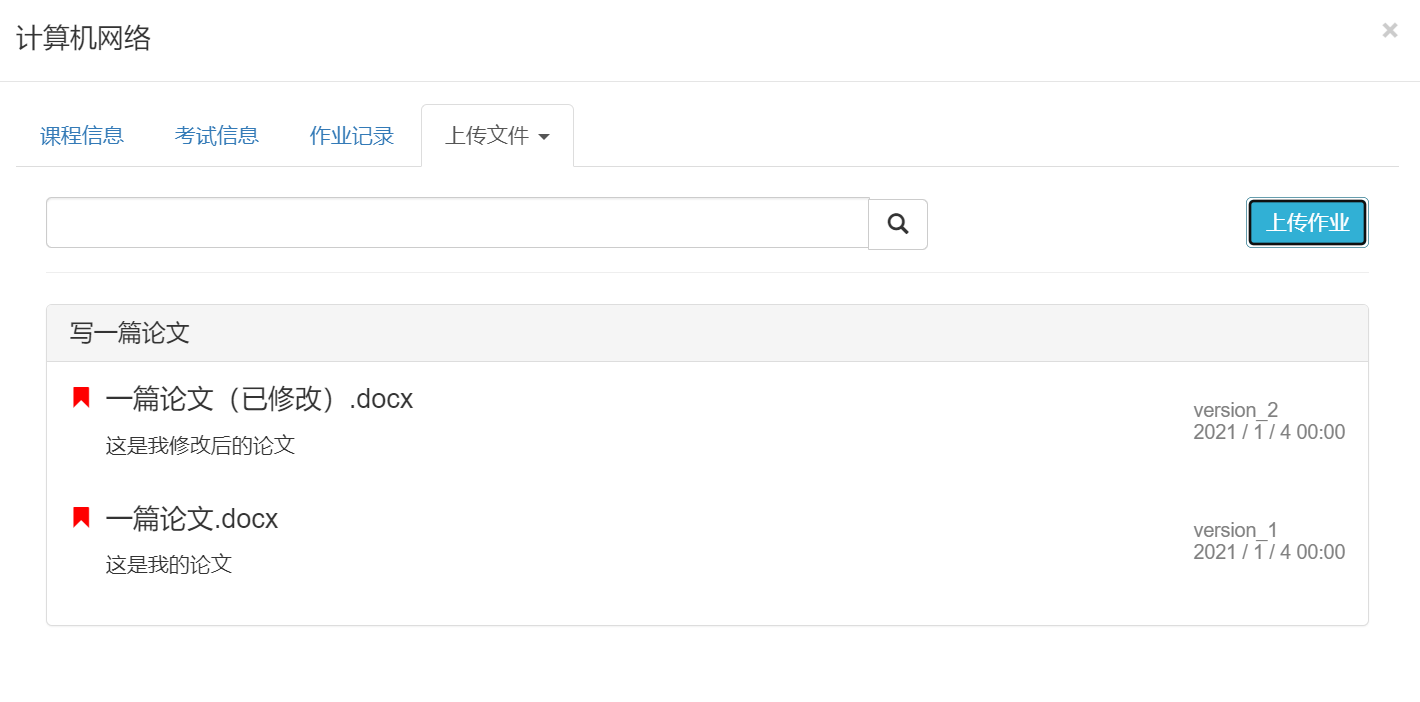 计算机网络
×
课程信息 考试信息 作业记录 上传文件
上传作业
写一篇论文
一篇论文（已修改）.docx
这是我修改后的论文
version_2
2021 / 1 / 4 00:00
一篇论文.docx
这是我的论文
version_1
2021 / 1 / 4 00:00